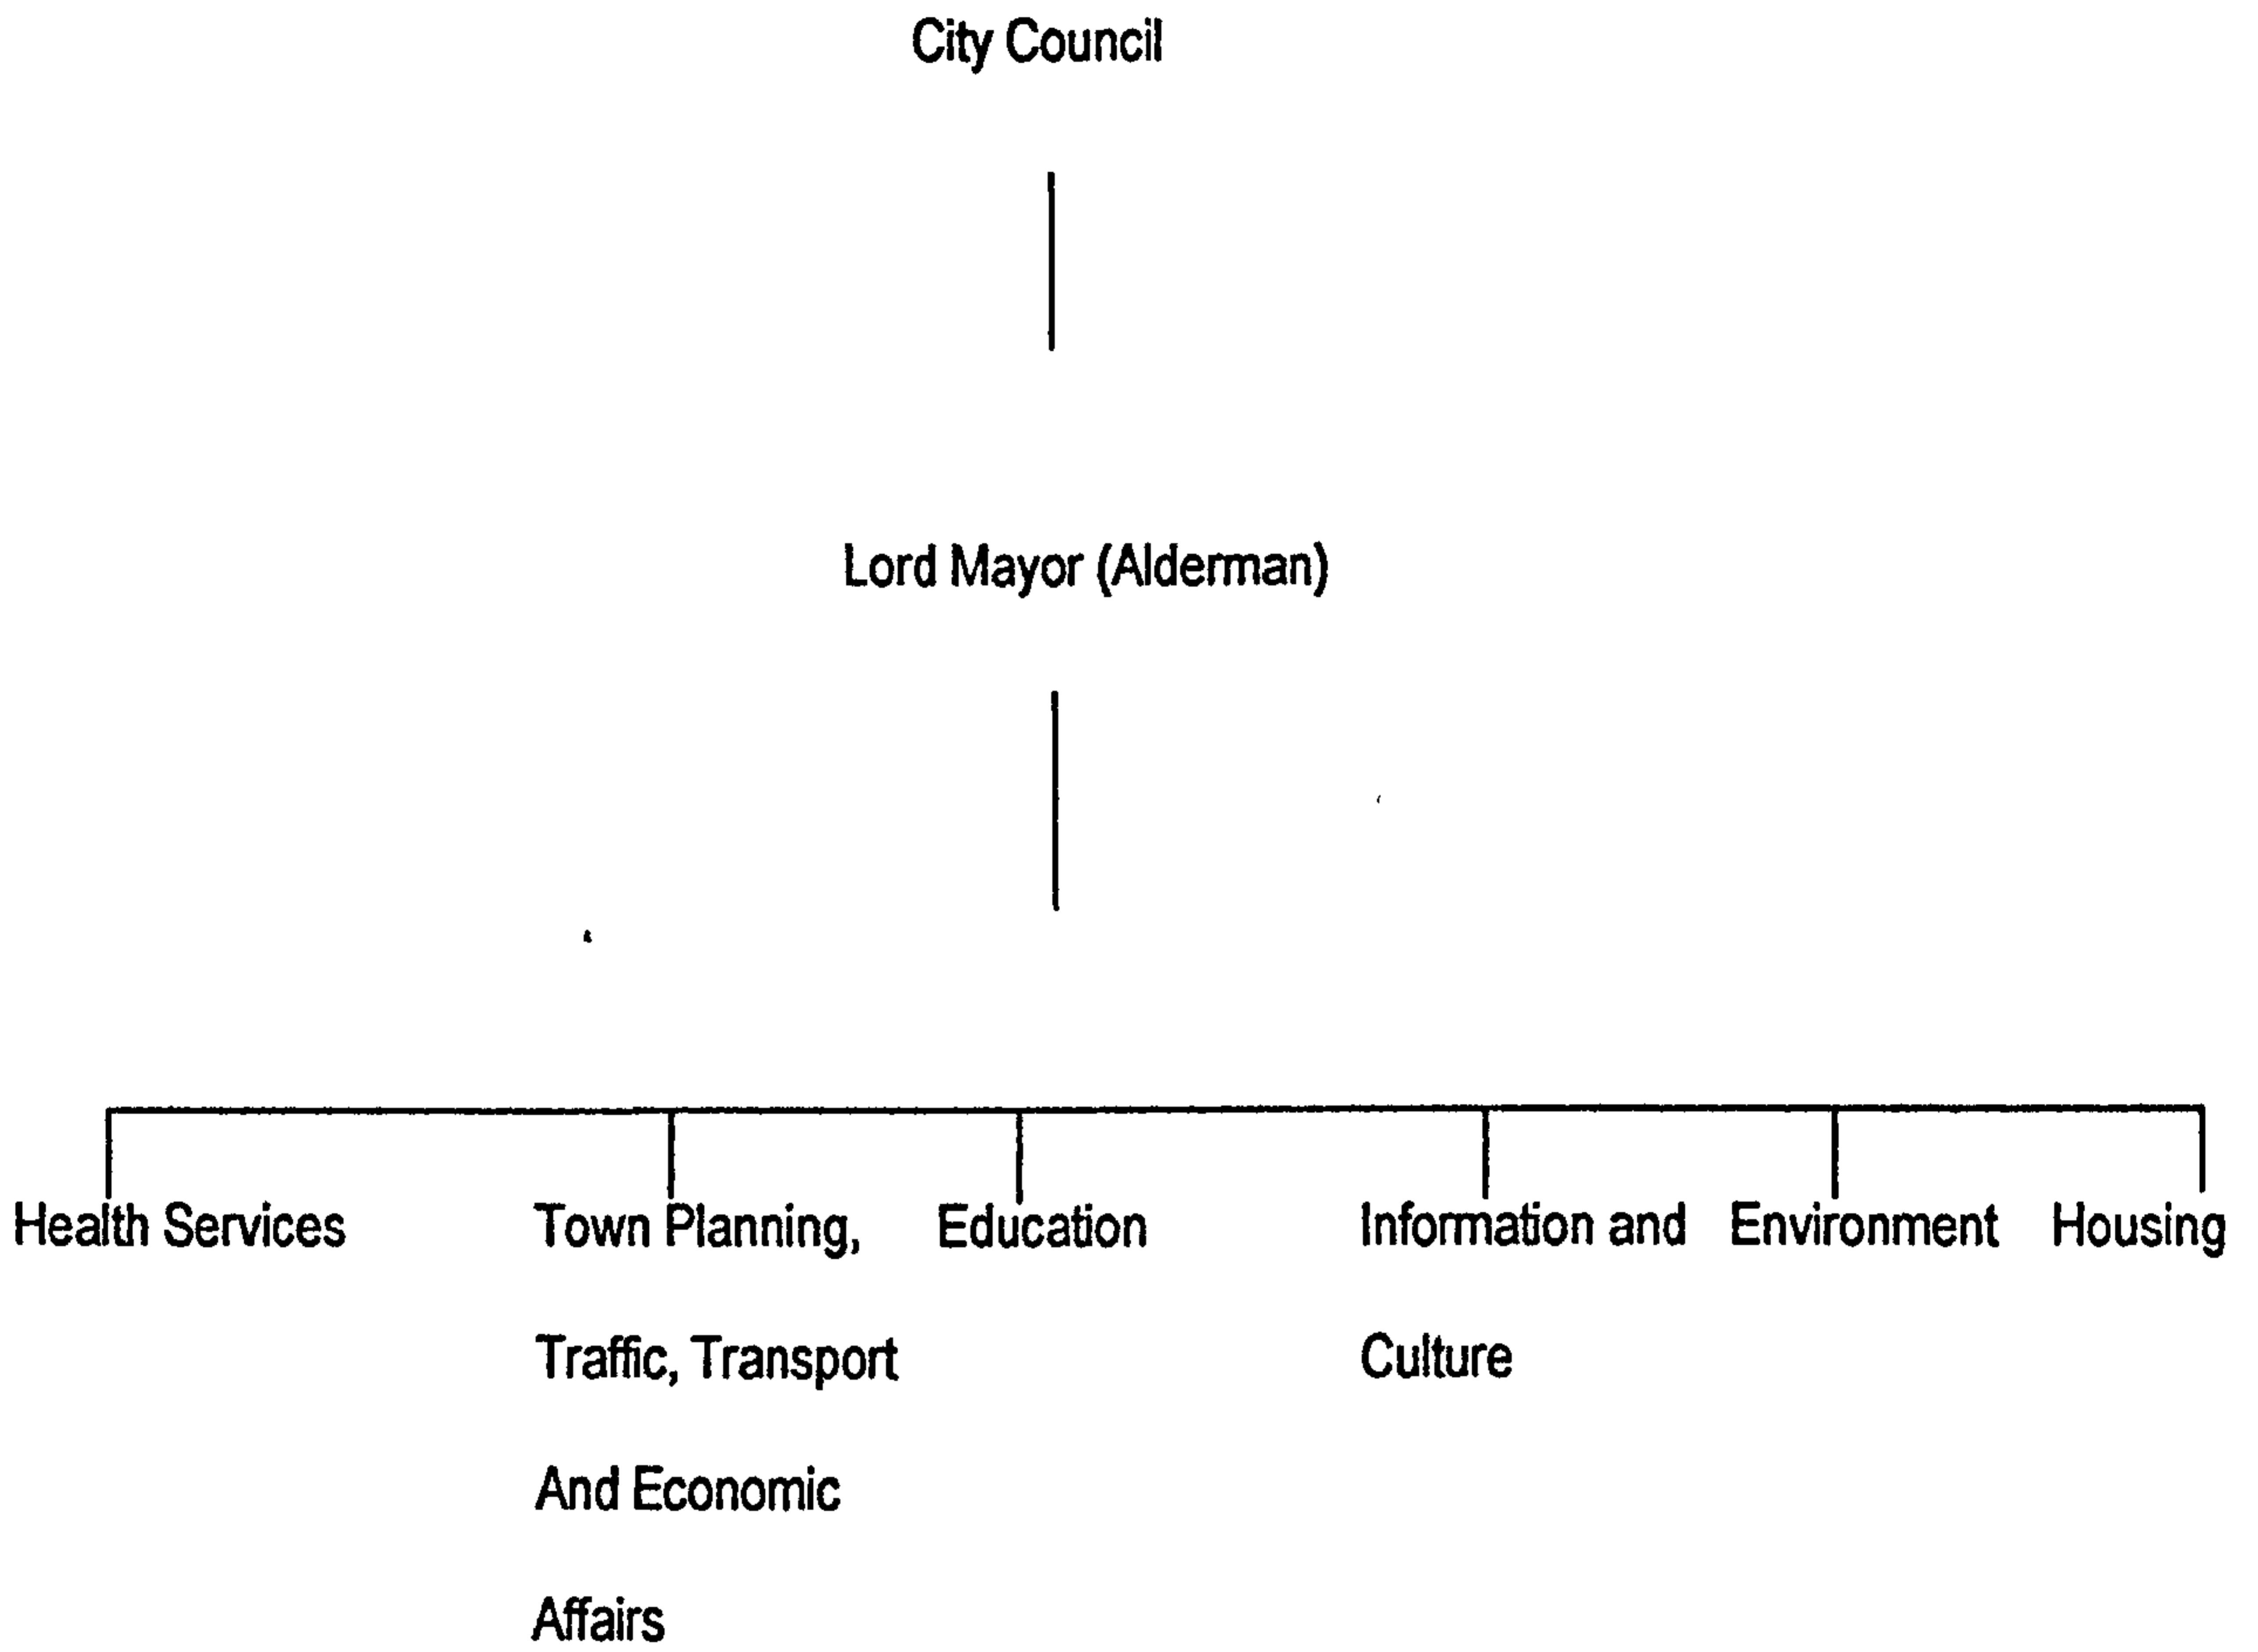 City Council
Lord Mayor (Alderman)
Health Services
Town Planning,
Traffic, Transport
And Economic
Affairs
Education
Information and
Culture
Environment
Housing